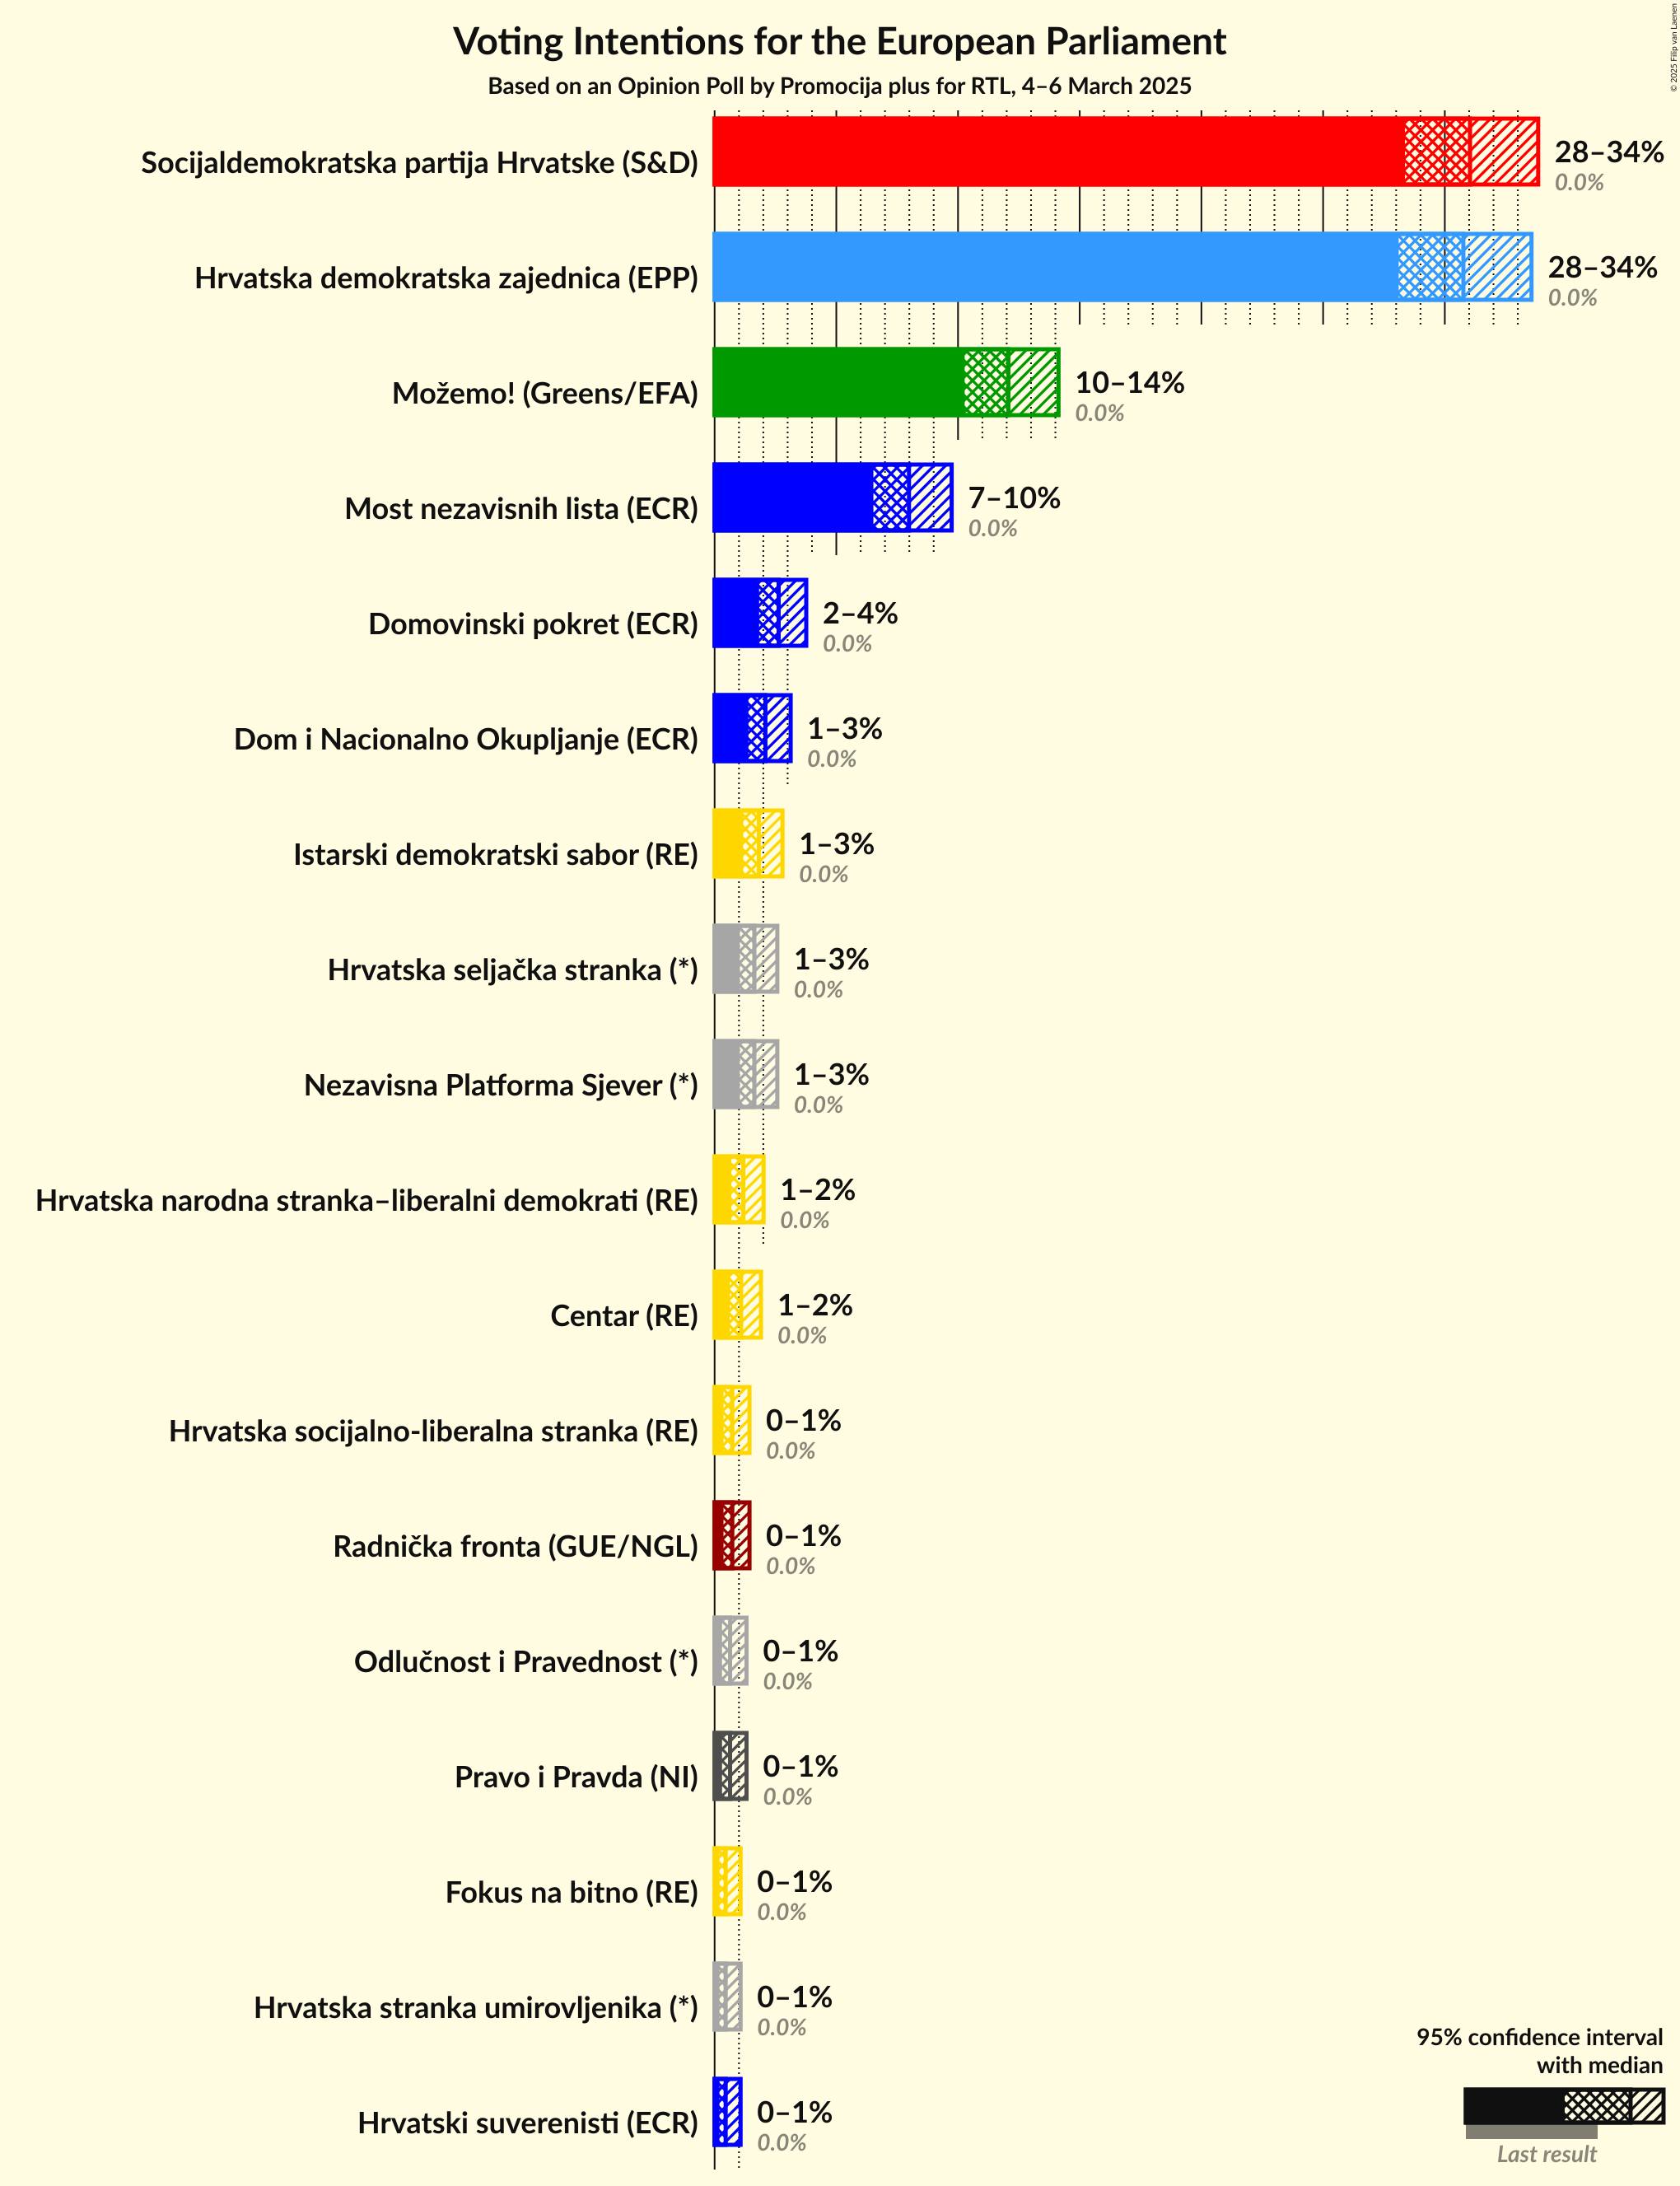 Voting Intentions for the European Parliament
Based on an Opinion Poll by Promocija plus for RTL, 4–6 March 2025
© 2025 Filip van Laenen
Socijaldemokratska partija Hrvatske (S&D)
28–34%
0.0%
Hrvatska demokratska zajednica (EPP)
28–34%
0.0%
Možemo! (Greens/EFA)
10–14%
0.0%
Most nezavisnih lista (ECR)
7–10%
0.0%
Domovinski pokret (ECR)
2–4%
0.0%
Dom i Nacionalno Okupljanje (ECR)
1–3%
0.0%
Istarski demokratski sabor (RE)
1–3%
0.0%
Hrvatska seljačka stranka (*)
1–3%
0.0%
Nezavisna Platforma Sjever (*)
1–3%
0.0%
Hrvatska narodna stranka–liberalni demokrati (RE)
1–2%
0.0%
Centar (RE)
1–2%
0.0%
Hrvatska socijalno-liberalna stranka (RE)
0–1%
0.0%
Radnička fronta (GUE/NGL)
0–1%
0.0%
Odlučnost i Pravednost (*)
0–1%
0.0%
Pravo i Pravda (NI)
0–1%
0.0%
Fokus na bitno (RE)
0–1%
0.0%
Hrvatska stranka umirovljenika (*)
0–1%
0.0%
Hrvatski suverenisti (ECR)
0–1%
0.0%
95% confidence interval
with median
Last result